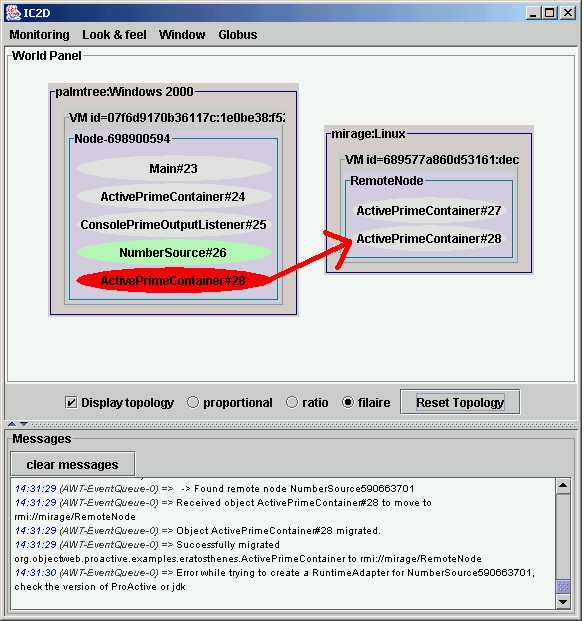 IC2D
Monitoring Look & feel Window Globus
World Panel
palmtree:Windows 2000
VM id=07f6d9170b36117c:1e0be38:f52
Node-698900594
Main#23
ActivePrimeContainer#24
ConsolePrimeOutputListener#25
NumberSource#26
ActivePrimeContainer#28
mirage:Linux
VM id=689577a860d53161:dec
RemoteNode
ActivePrimeContainer#27
ActivePrimeContainer#28
Display topology proportional ratio filaire Reset Topology
Messages
clear messages
14:31:29 (AWT-EventQueue-0) => -> Found remote node NumberSource590663701
14:31:29 (AWT-EventQueue-0) => Received object ActivePrimeContainer#28 to move to
rmi://mirage/RemoteNode
14:31:29 (AWT-EventQueue-0) => Object ActivePrimeContainer#28 migrated.
14:31:29 (AWT-EventQueue-0) => Successfully migrated
org.objectweb.proactive.examples.eratosthenes.ActivePrimeContainer to rmi://mirage/RemoteNode
14:31:30 (AWT-EventQueue-0) => Error while trying to create a RuntimeAdapter for NumberSource590663701,
check the version of ProActive or jdk